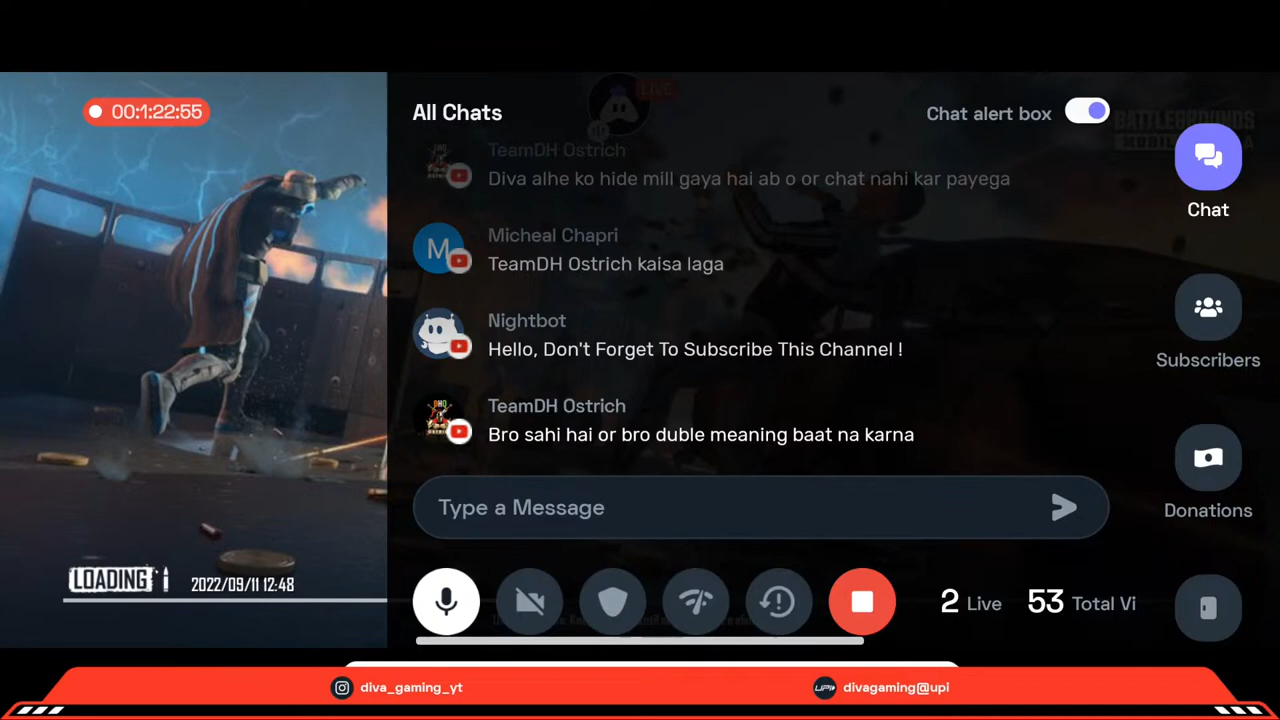 LIVE
00:1:22:55
All Chats
Chat alert box
BATTLEGROUNDS
TeamDH Ostrich
Diva alhe ko hide mill gaya hai ab o or chat nahi kar payega
Chat
M
Micheal Chapri
TeamDH Ostrich kaisa laga
Nightbot
Hello, Don't Forget To Subscribe This Channel !
Subscribers
TeamDH Ostrich
Bro sahi hai or bro duble meaning baat na karna
Type a Message
Donations
LOADING
2022/09/11 12:48
2 Live
53 Total Vi
diva_gaming_yt
UPI
divagaming@upi